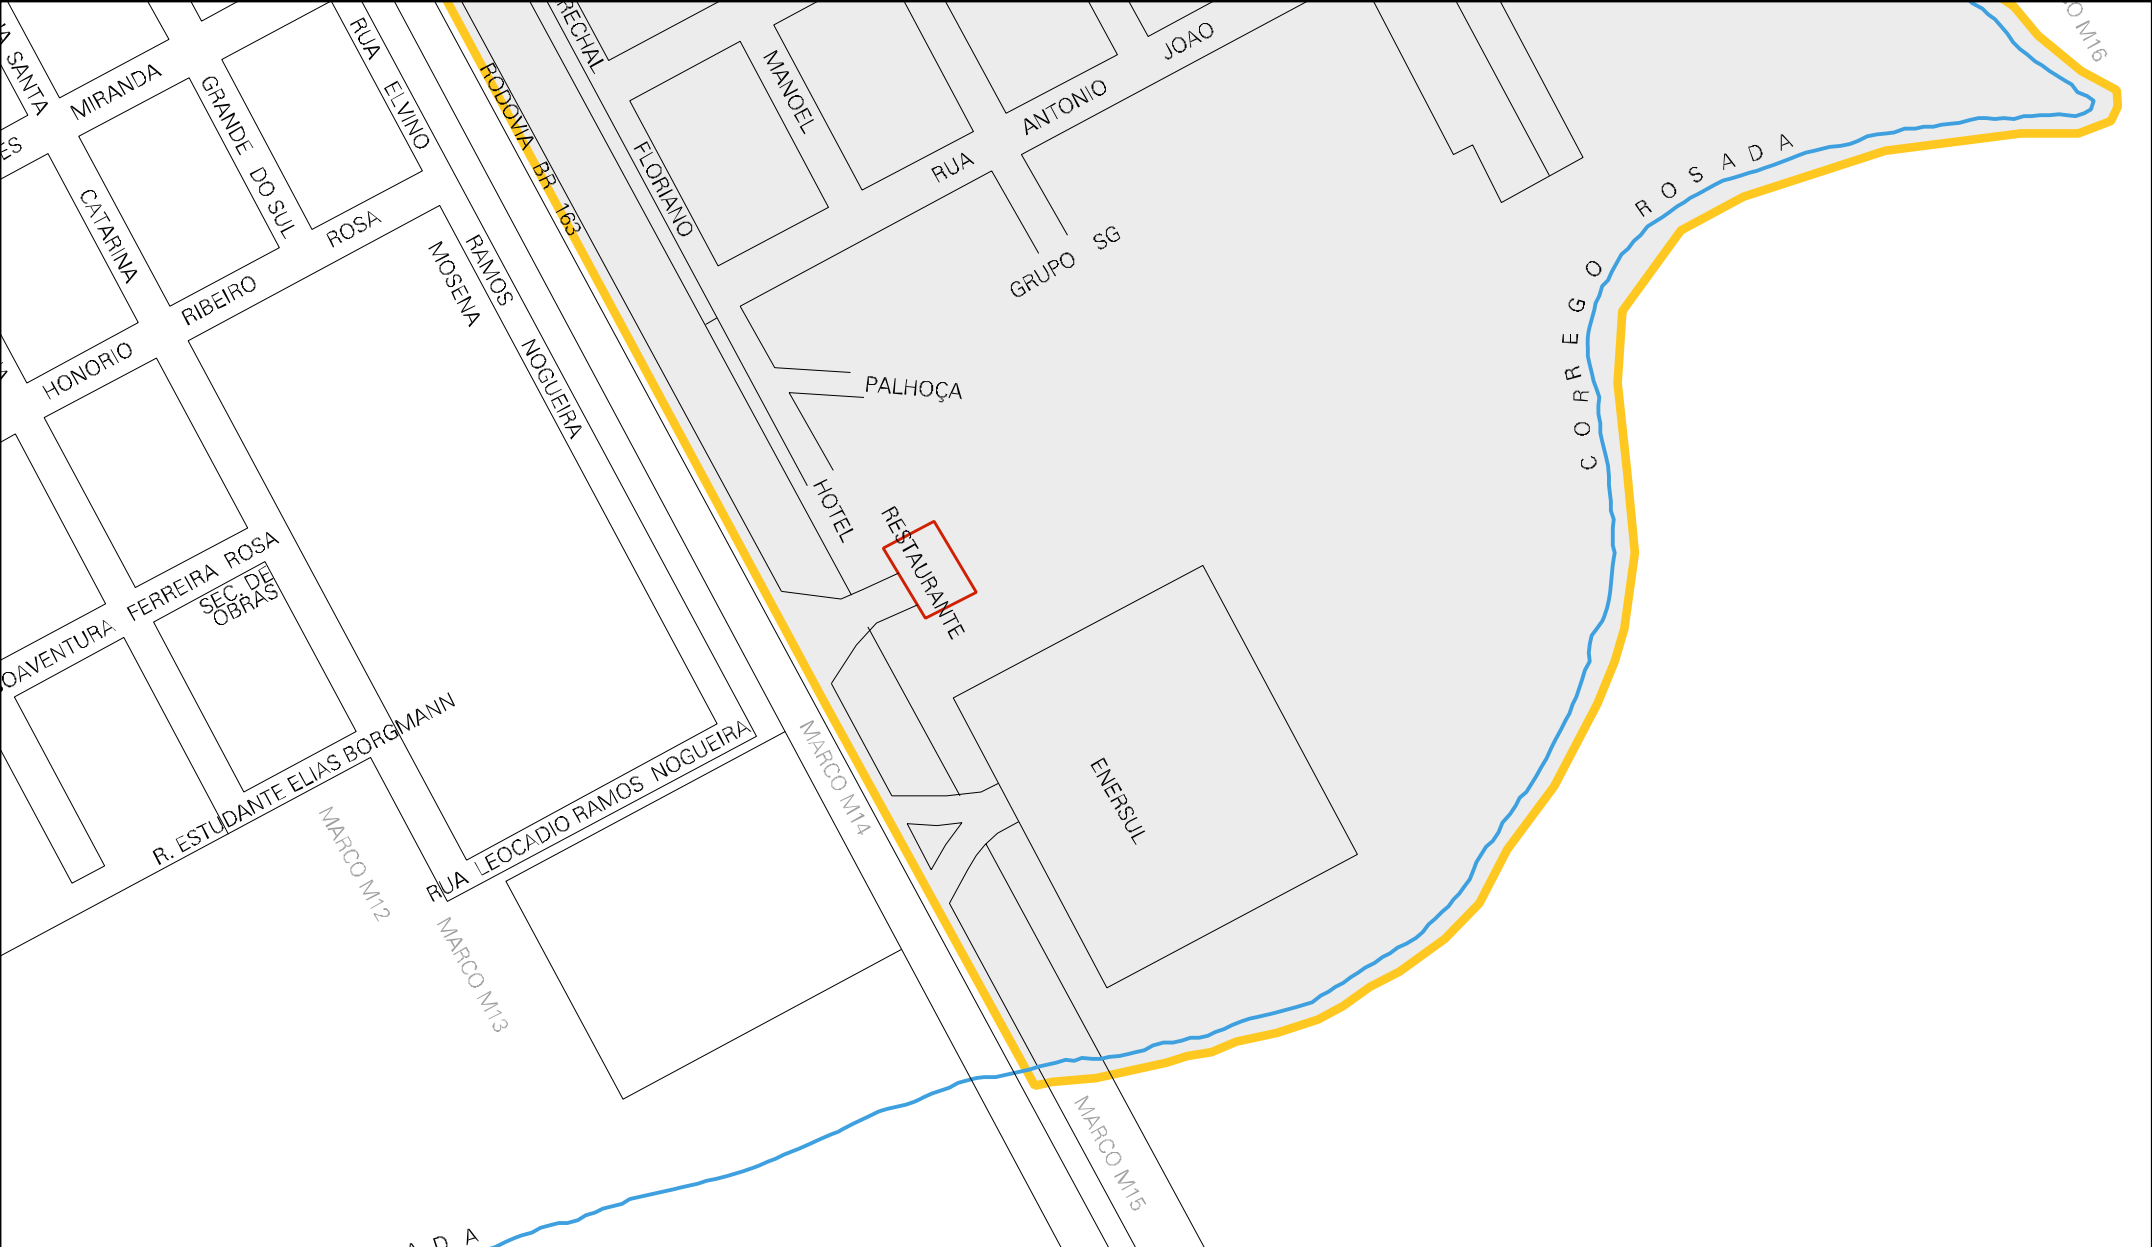 SANTA
MIRANDA
GRANDE DO SUL
RUA ELVINO
RAMOS NOGUEIRA
RODOVIA BR 163
FLORIANO
MANOEL
RUA ANTONIO JOAO
CATARINA
HONORIO RIBEIRO ROSA
MOSENA
GRUPO SG
PALHOÇA
HOTEL
RESTAURANTE
CORREGO ROSADA
FERREIRA ROSA
SEC. DE
OBRAS
R. ESTUDANTE ELIAS BORGMANN
RUA LEOCADIO RAMOS NOGUEIRA
ENERSUL
MARCO M12
MARCO M13
MARCO M14
MARCO M15
M16